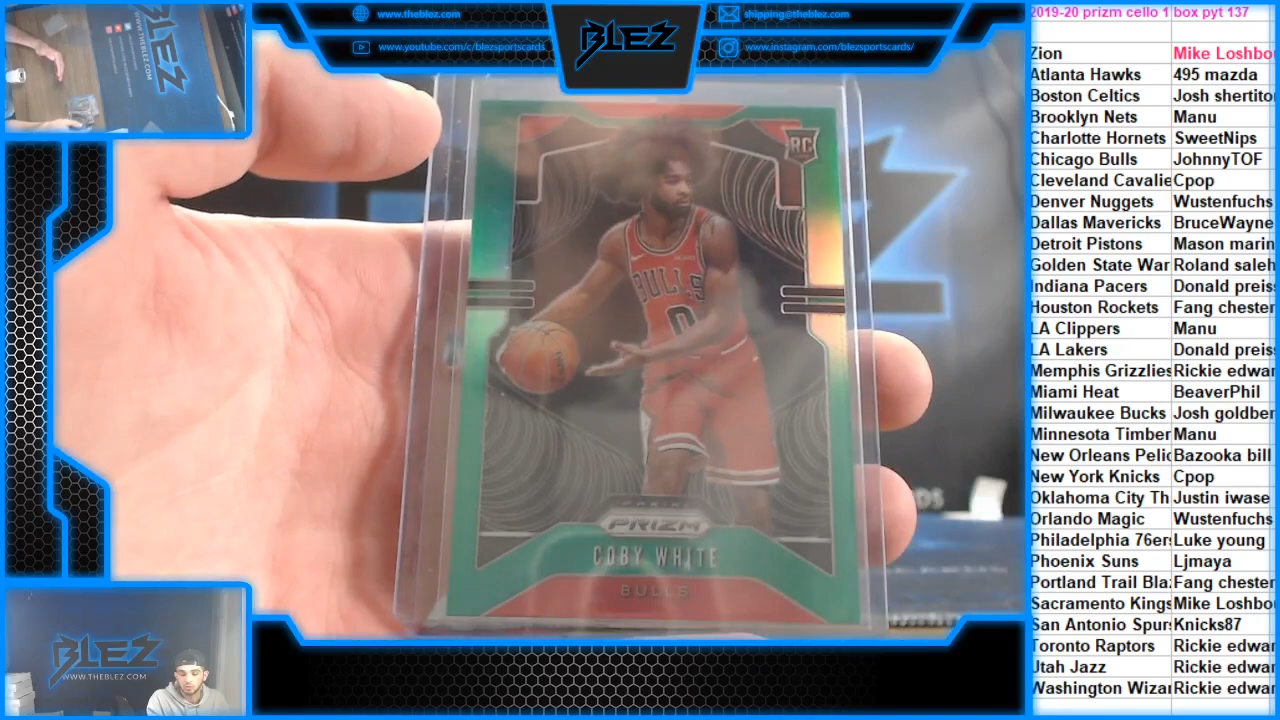 www.theblez.com
shipping@theblez.com
www.youtube.com/c/blezsportscards
www.instagram.com/blezsportscards/
BLEZ
BLEZ
WWW.THEBLEZ.COM
RC
BULLS
0
PANINI
PRIZM
COBY WHITE
BULLS
BLEZ
WWW.THEBLEZ.COM
2019-20 prizm cello 1 box pyt 137
Zion Mike Loshbo
Atlanta Hawks 495 mazda
Boston Celtics Josh shertito
Brooklyn Nets Manu
Charlotte Hornets SweetNips
Chicago Bulls JohnnyTOF
Cleveland Cavalie Cpop
Denver Nuggets Wustenfuchs
Dallas Mavericks BruceWayne
Detroit Pistons Mason marin
Golden State War Roland saleh
Indiana Pacers Donald preis
Houston Rockets Fang chester
LA Clippers Manu
LA Lakers Donald preis
Memphis Grizzlies Rickie edwar
Miami Heat BeaverPhil
Milwaukee Bucks Josh goldber
Minnesota Timber Manu
New Orleans Pelic Bazooka bill
New York Knicks Cpop
Oklahoma City Th Justin iwase
Orlando Magic Wustenfuchs
Philadelphia 76ers Luke young
Phoenix Suns Ljmaya
Portland Trail Bla Fang chester
Sacramento Kings Mike Loshbo
San Antonio Spurs Knicks87
Toronto Raptors Rickie edwar
Utah Jazz Rickie edwar
Washington Wizar Rickie edwar